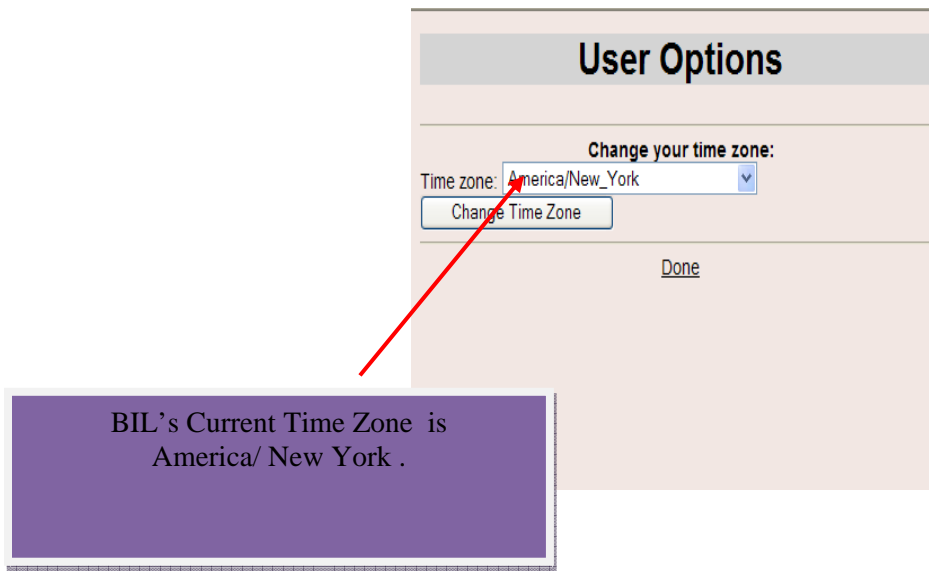 User Options
Change your time zone:
Time zone: America/New_York
Change Time Zone
Done
BIL’s Current Time Zone is
America/ New York .